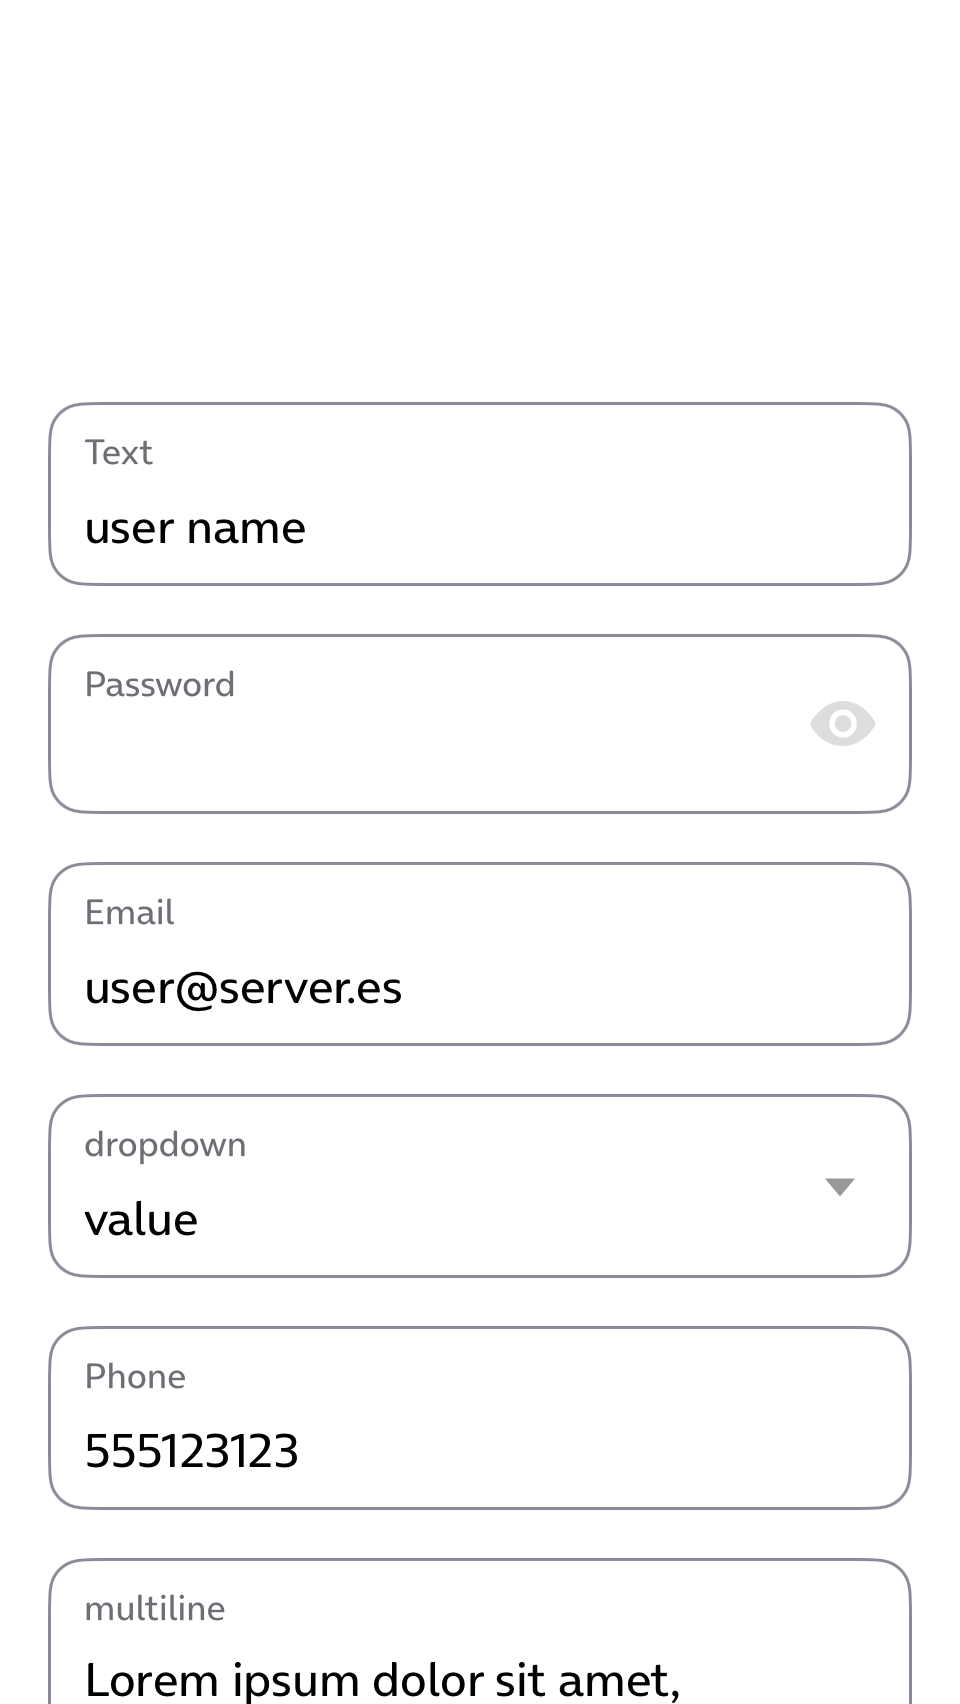 Text
user name
Password
Email
user@server.es
dropdown
value
Phone
555123123
multiline
Lorem ipsum dolor sit amet,